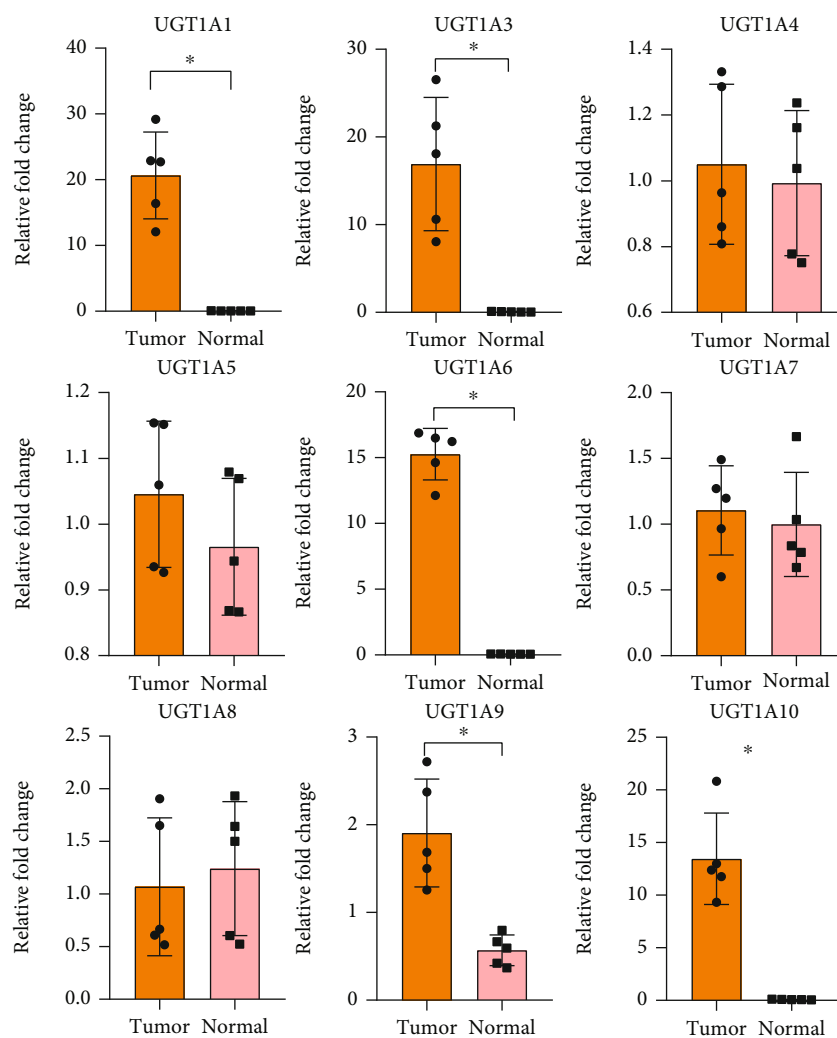 UGT1A1
Relative fold change
40
30
20
10
0
*
Tumor Normal
UGT1A3
Relative fold change
30
20
10
0
*
Tumor Normal
UGT1A4
Relative fold change
1.4
1.2
1.0
0.8
0.6
Tumor Normal
UGT1A5
Relative fold change
1.2
1.1
1.0
0.9
0.8
Tumor Normal
UGT1A6
Relative fold change
20
15
10
5
0
*
Tumor Normal
UGT1A7
Relative fold change
2.0
1.5
1.0
0.5
0.0
Tumor Normal
UGT1A8
Relative fold change
2.5
2.0
1.5
1.0
0.5
0.0
Tumor Normal
UGT1A9
Relative fold change
3
2
1
0
*
Tumor Normal
UGT1A10
Relative fold change
25
20
15
10
5
0
*
Tumor Normal